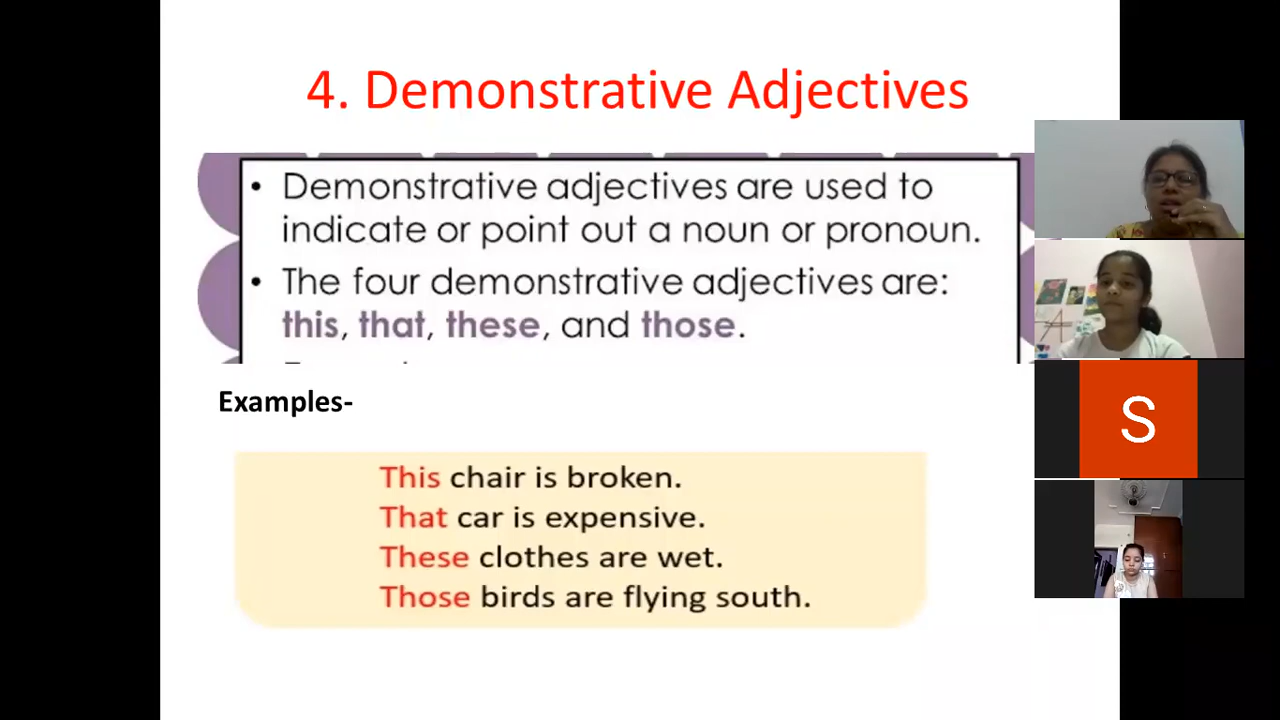 4. Demonstrative Adjectives
• Demonstrative adjectives are used to
indicate or point out a noun or pronoun.
• The four demonstrative adjectives are:
this, that, these, and those.
Examples-
This chair is broken.
That car is expensive.
These clothes are wet.
Those birds are flying south.
S